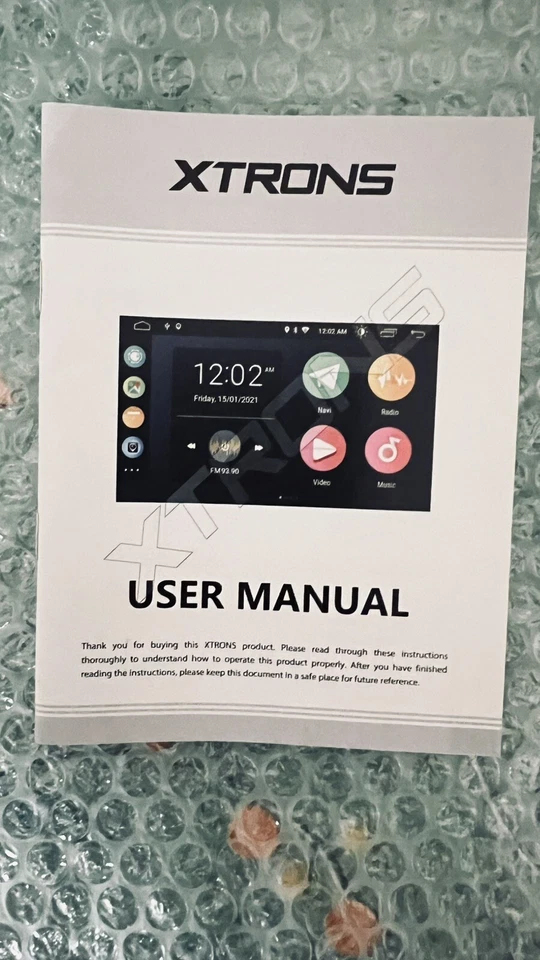 XTRONS
12:02 AM
12:02 AM
Friday, 15/01/2021
FM 93.90
Navi
Radio
Video
Music
XTRONS
USER MANUAL
Thank you for buying this XTRONS product. Please read through these instructions
thoroughly to understand how to operate this product properly. After you have finished
reading the instructions, please keep this document in a safe place for future reference.